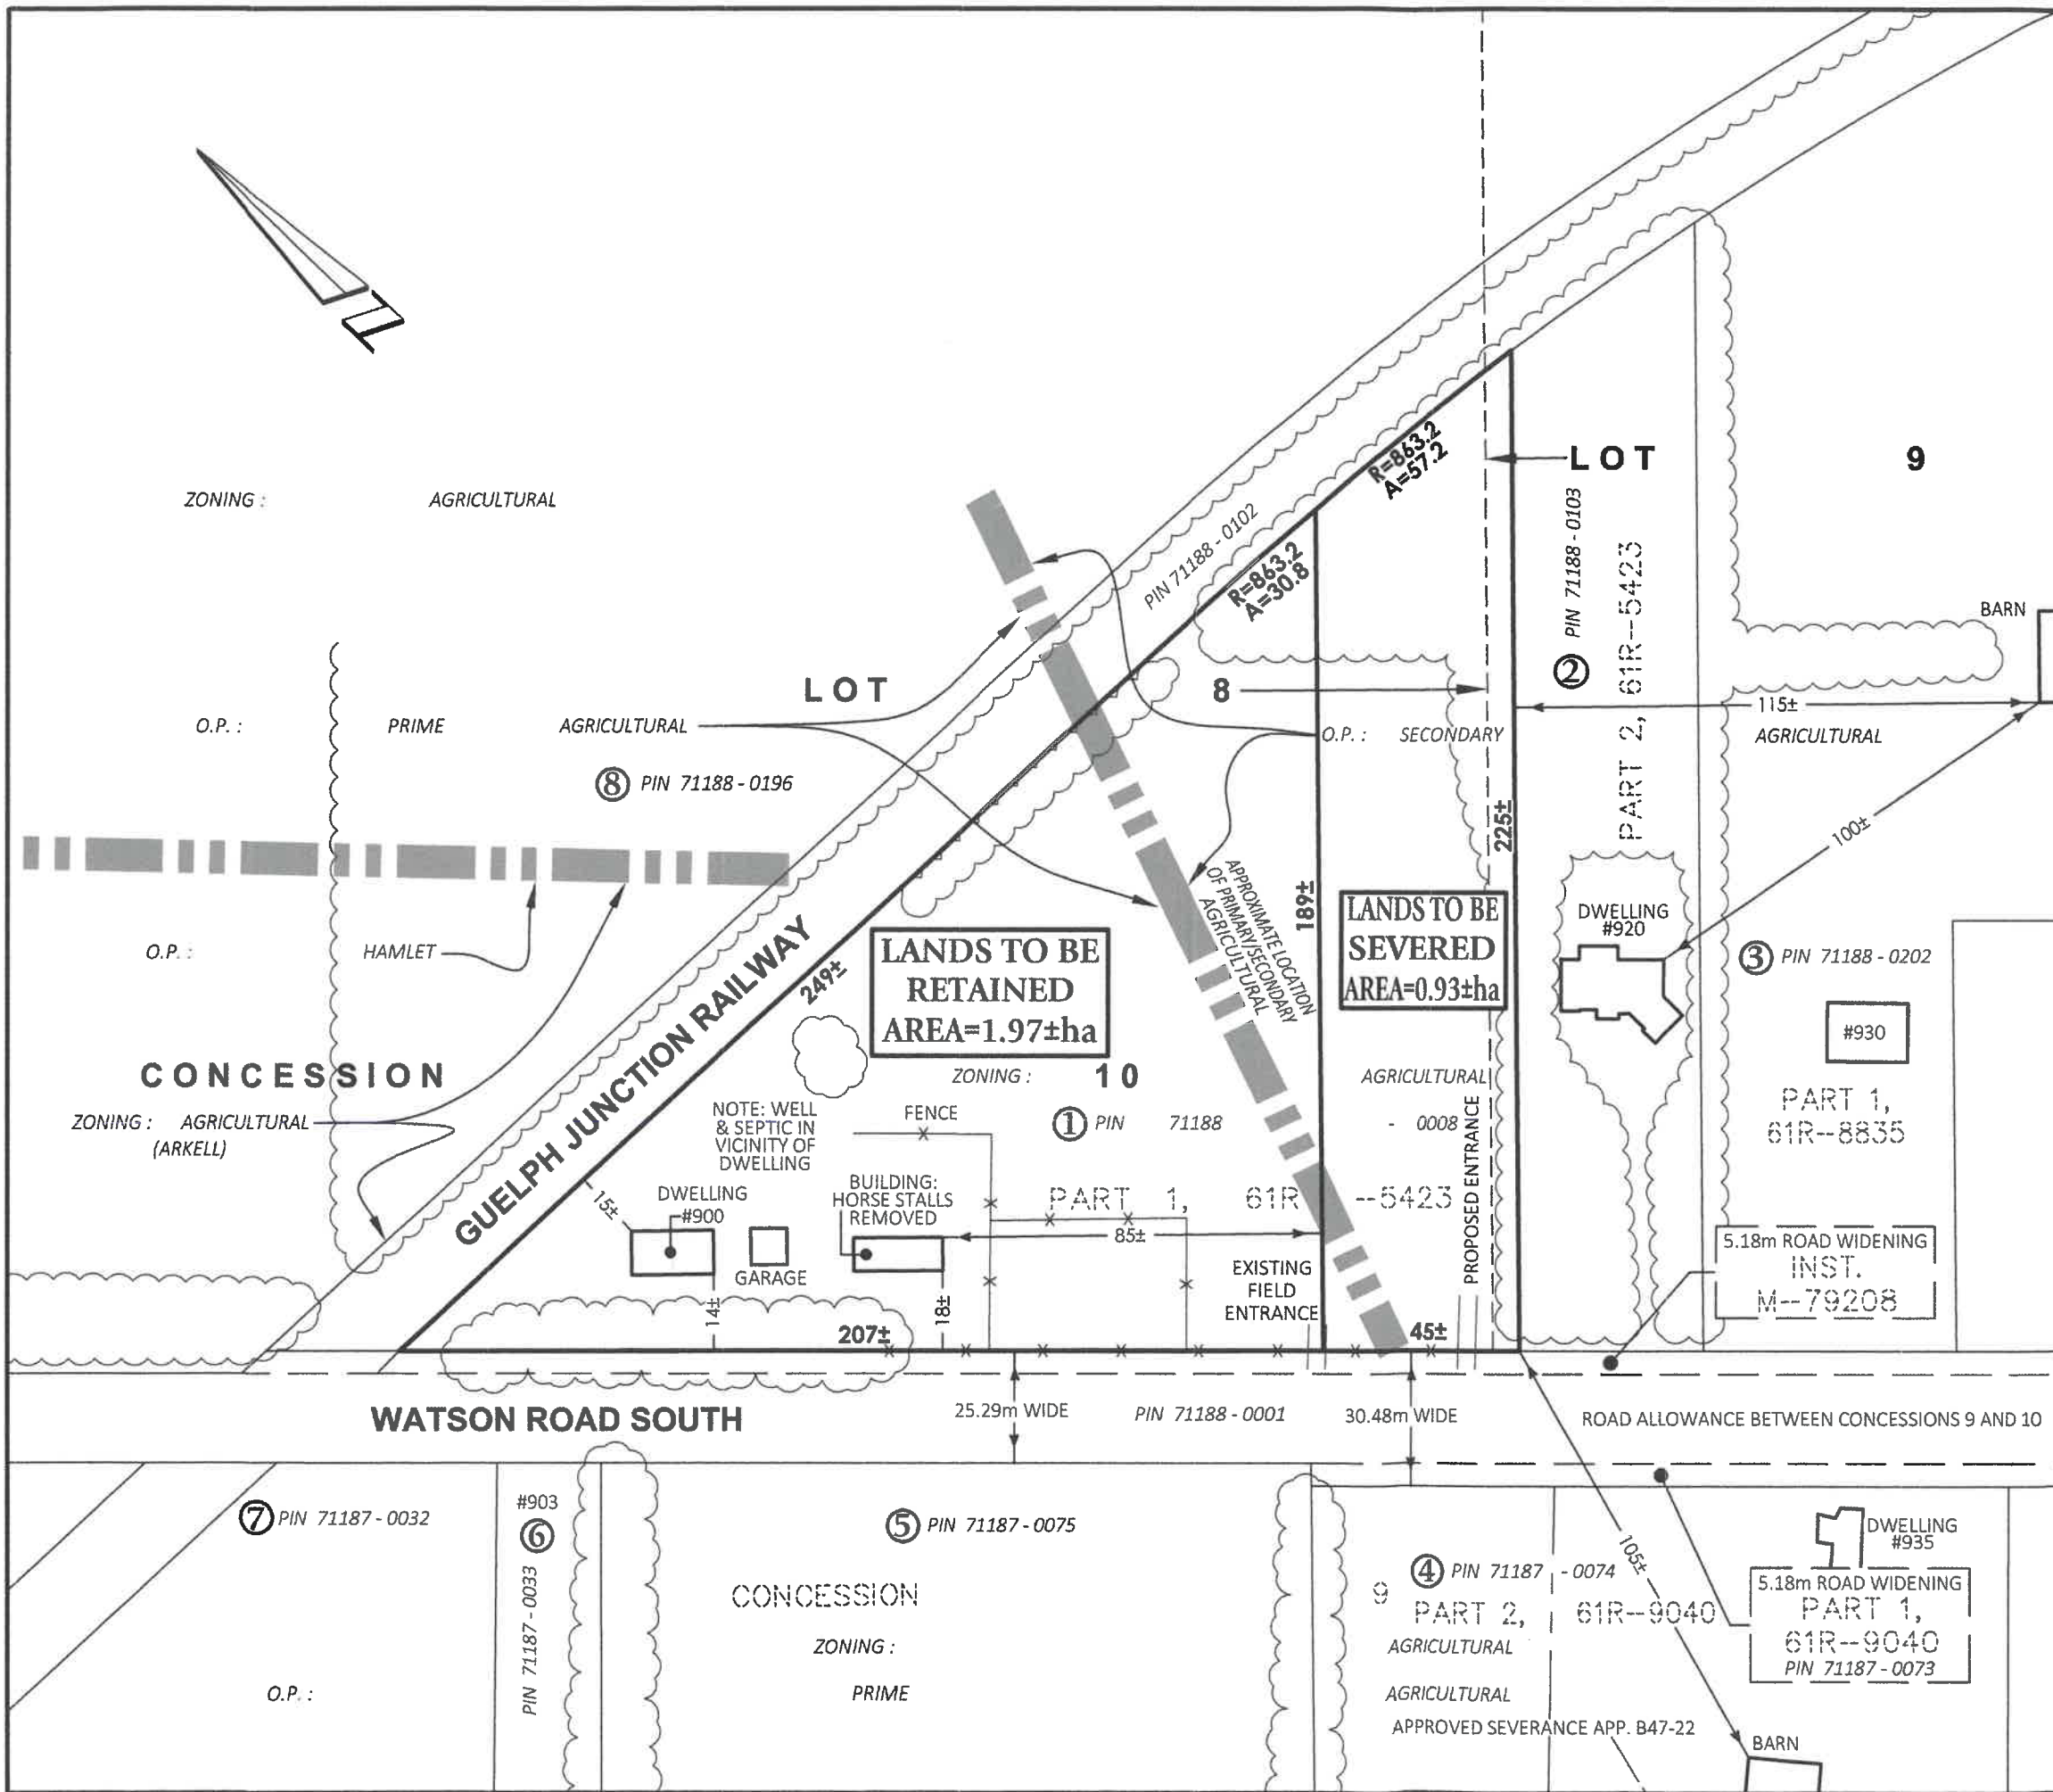 ZONING : AGRICULTURAL
R=863.2
A=57.2
LOT 9
PIN 71188 - 0103
PIN 71188 - 0102
R=863.2
A=30.8
PART 2, 61R--5423
BARN
②
LOT 8
115±
O.P. : PRIME AGRICULTURAL
O.P. : SECONDARY
AGRICULTURAL
⑧ PIN 71188 - 0196
225±
100±
APPROXIMATE LOCATION
OF PRIMARY/SECONDARY
AGRICULTURAL
189±
LANDS TO BE
SEVERED
AREA=0.93±ha
DWELLING
#920
O.P. : HAMLET
GUELPH JUNCTION RAILWAY
249±
LANDS TO BE
RETAINED
AREA=1.97±ha
③ PIN 71188 - 0202
#930
CONCESSION 10
ZONING : AGRICULTURAL
ZONING : AGRICULTURAL
(ARKELL)
NOTE: WELL
& SEPTIC IN
VICINITY OF
DWELLING
FENCE
① PIN 71188 - 0008
PART 1,
61R--8835
PROPOSED ENTRANCE
15±
DWELLING
#900
BUILDING:
HORSE STALLS
REMOVED
PART 1, 61R--5423
85±
GARAGE
EXISTING
FIELD
ENTRANCE
5.18m ROAD WIDENING
INST.
M--79208
14±
18±
207±
45±
WATSON ROAD SOUTH
25.29m WIDE
PIN 71188 - 0001
30.48m WIDE
ROAD ALLOWANCE BETWEEN CONCESSIONS 9 AND 10
⑦ PIN 71187 - 0032
#903
⑥
PIN 71187 - 0033
⑤ PIN 71187 - 0075
DWELLING
#935
105±
④ PIN 71187 - 0074
5.18m ROAD WIDENING
PART 1,
61R--9040
PIN 71187 - 0073
CONCESSION 9
PART 2, 61R--9040
ZONING : AGRICULTURAL
O.P. : PRIME AGRICULTURAL
APPROVED SEVERANCE APP. B47-22
BARN